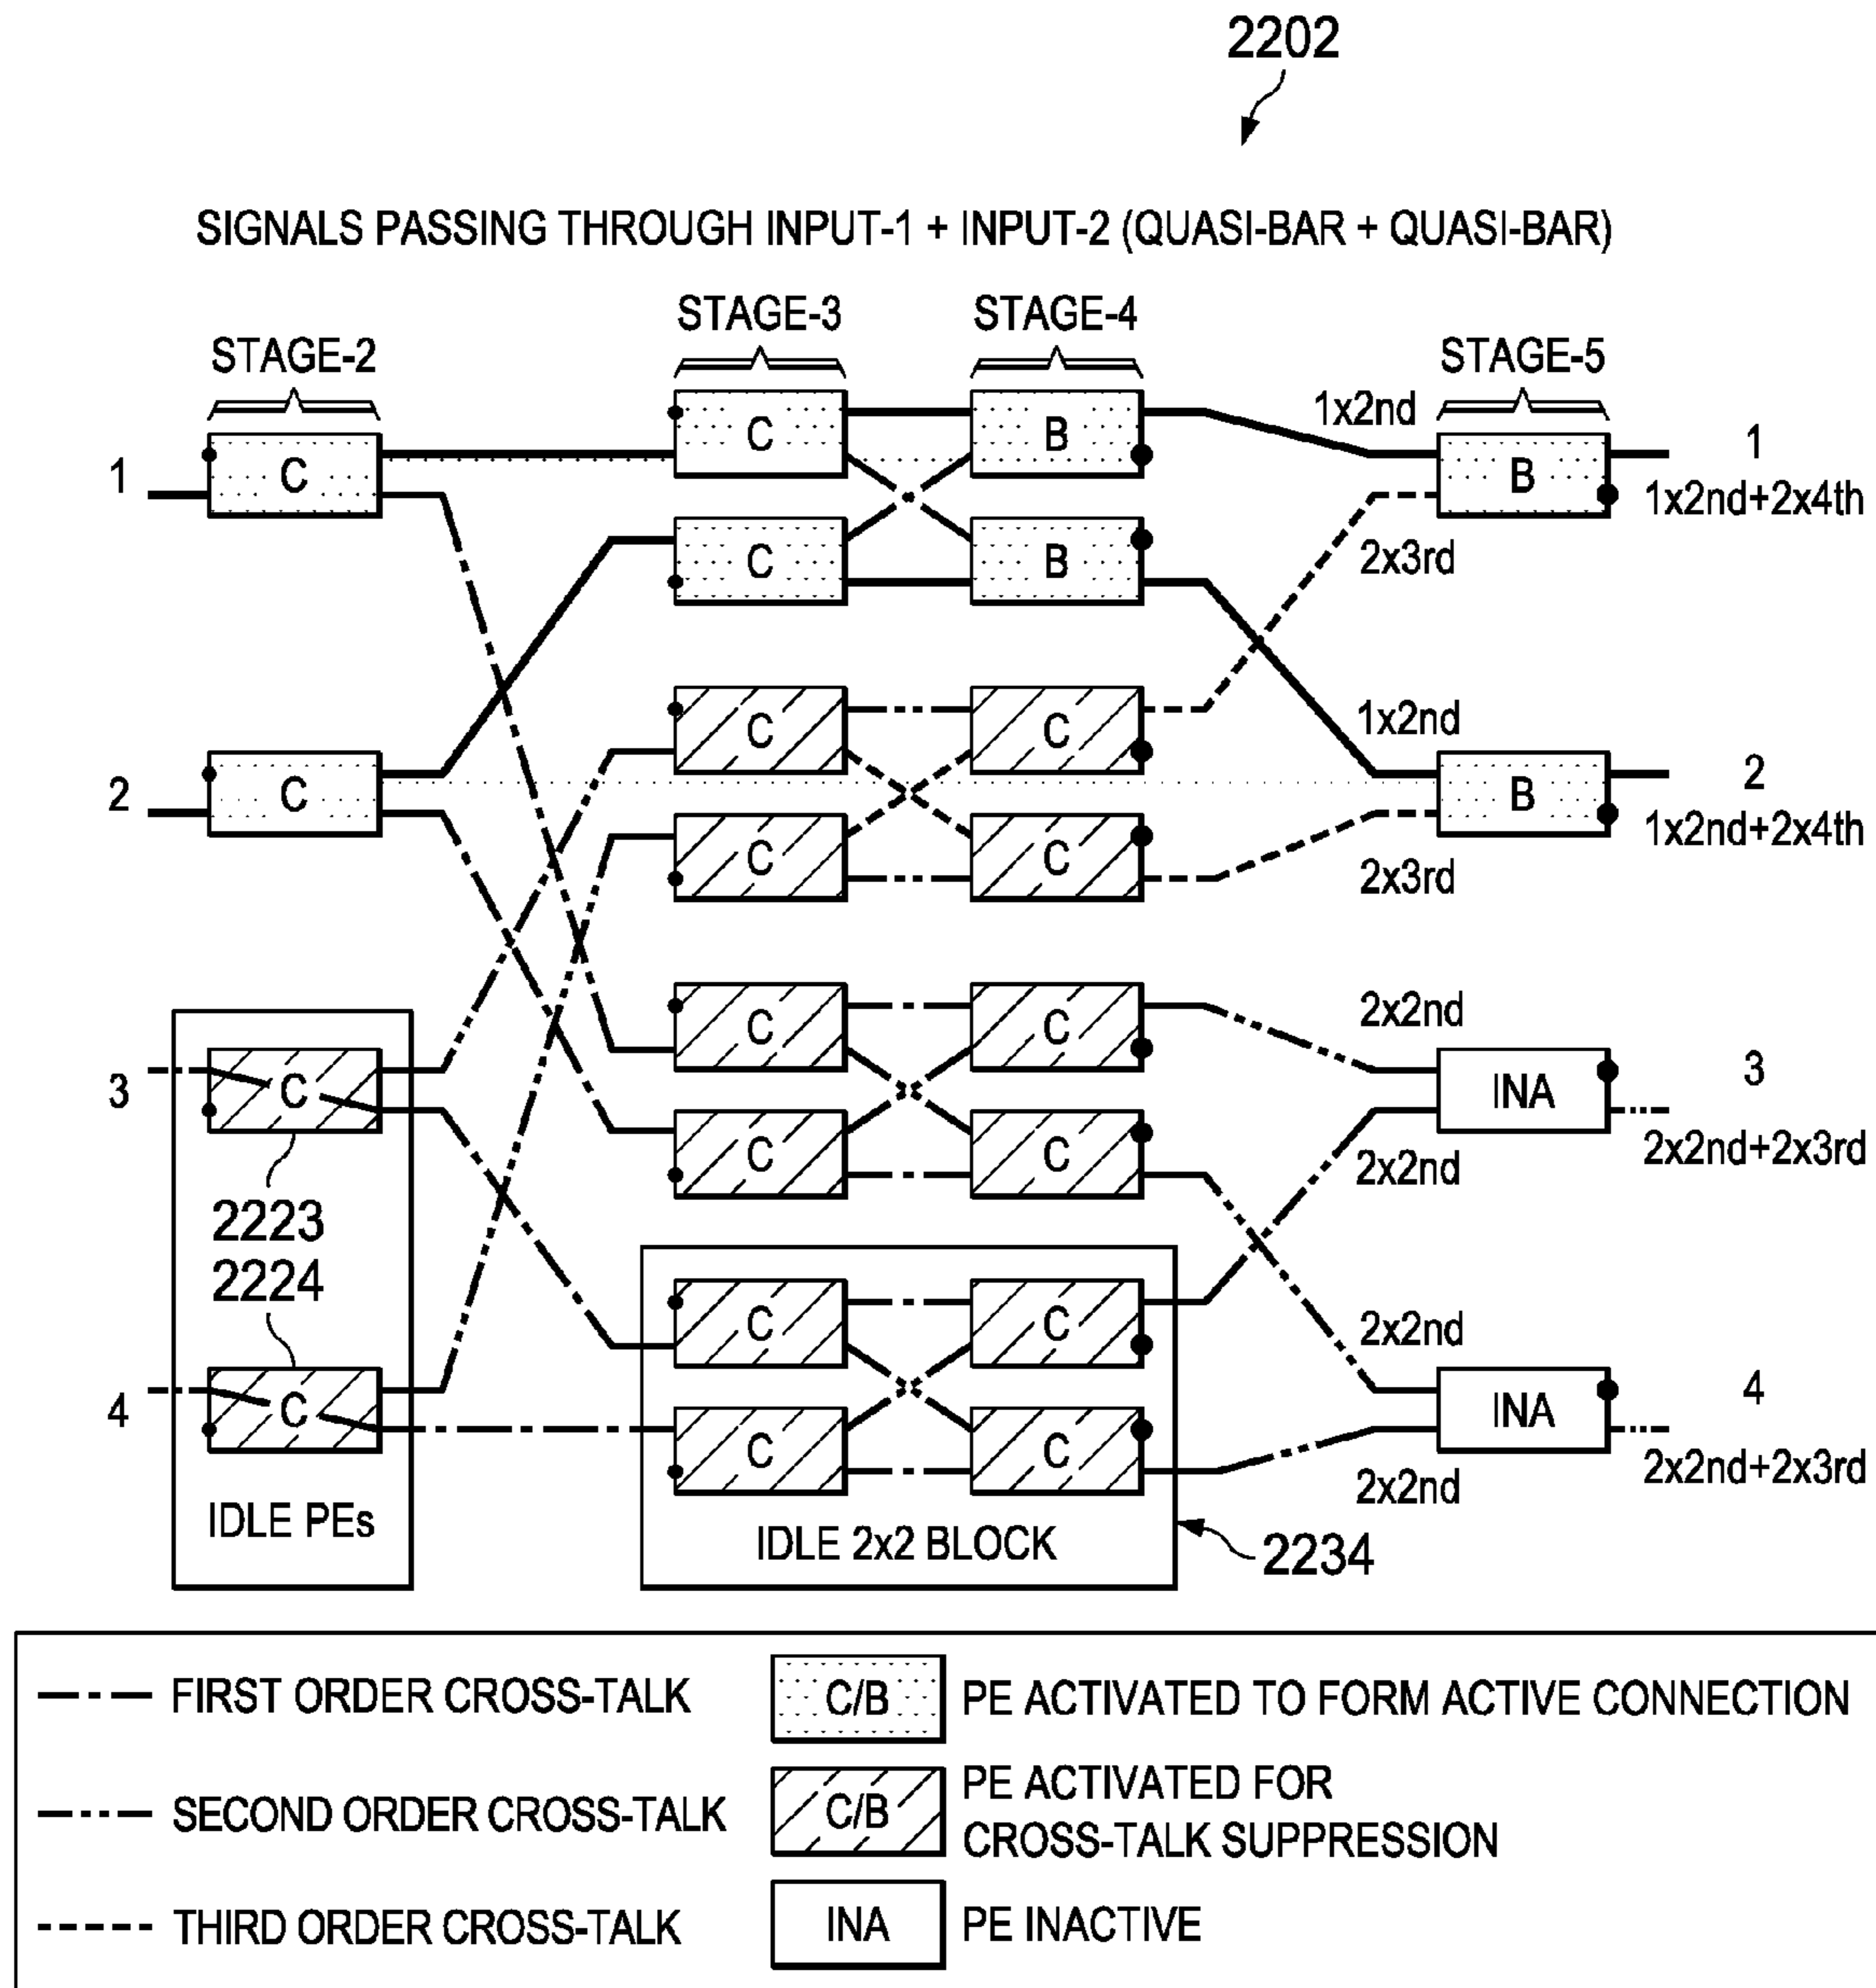 2202
SIGNALS PASSING THROUGH INPUT-1 + INPUT-2 (QUASI-BAR + QUASI-BAR)
STAGE-2
STAGE-3
STAGE-4
STAGE-5
1
C
C
B
1x2nd
B
1
1x2nd+2x4th
C
B
2x3rd
2
C
C
C
1x2nd
B
2
1x2nd+2x4th
C
C
2x3rd
3
C
2223
C
C
2x2nd
INA
3
2x2nd+2x3rd
C
C
2x2nd
4
2224
C
IDLE PEs
C
C
2x2nd
INA
4
2x2nd+2x3rd
C
C
2x2nd
IDLE 2x2 BLOCK
2234
FIRST ORDER CROSS-TALK
C/B
PE ACTIVATED TO FORM ACTIVE CONNECTION
SECOND ORDER CROSS-TALK
C/B
PE ACTIVATED FOR
CROSS-TALK SUPPRESSION
THIRD ORDER CROSS-TALK
INA
PE INACTIVE